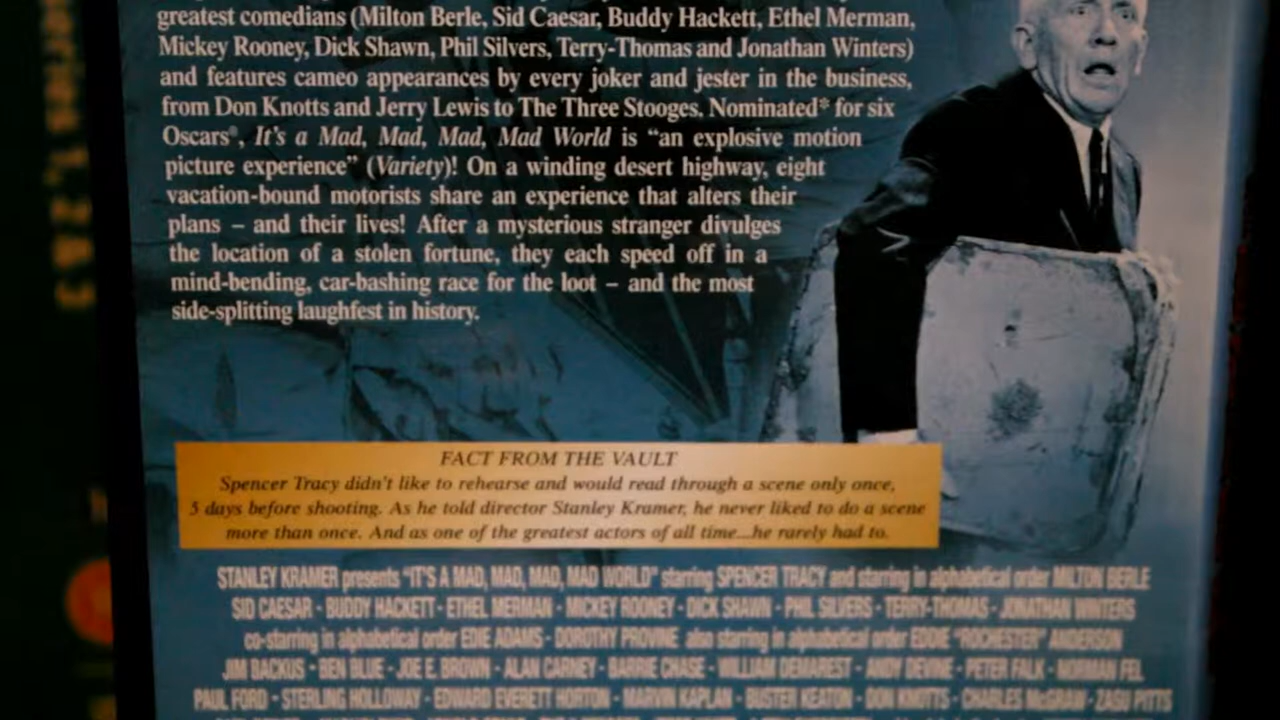 greatest comedians (Milton Berle, Sid Caesar, Buddy Hackett, Ethel Merman,
Mickey Rooney, Dick Shawn, Phil Silvers, Terry-Thomas and Jonathan Winters)
and features cameo appearances by every joker and jester in the business,
from Don Knotts and Jerry Lewis to The Three Stooges. Nominated* for six
Oscars®, It's a Mad, Mad, Mad, Mad World is “an explosive motion
picture experience” (Variety)! On a winding desert highway, eight
vacation-bound motorists share an experience that alters their
plans – and their lives! After a mysterious stranger divulges
the location of a stolen fortune, they each speed off in a
mind-bending, car-bashing race for the loot – and the most
side-splitting laughfest in history.
FACT FROM THE VAULT
Spencer Tracy didn't like to rehearse and would read through a scene only once,
3 days before shooting. As he told director Stanley Kramer, he never liked to do a scene
more than once. And as one of the greatest actors of all time...he rarely had to.
STANLEY KRAMER presents "IT'S A MAD, MAD, MAD, MAD WORLD" starring SPENCER TRACY and starring in alphabetical order MILTON BERLE
SID CAESAR · BUDDY HACKETT · ETHEL MERMAN · MICKEY ROONEY · DICK SHAWN · PHIL SILVERS · TERRY-THOMAS · JONATHAN WINTERS
co-starring in alphabetical order EDIE ADAMS · DOROTHY PROVINE also starring in alphabetical order EDDIE "ROCHESTER" ANDERSON
JIM BACKUS · BEN BLUE · JOE E. BROWN · ALAN CARNEY · BARRIE CHASE · WILLIAM DEMAREST · ANDY DEVINE · PETER FALK · NORMAN FEL
PAUL FORD · STERLING HOLLOWAY · EDWARD EVERETT HORTON · MARVIN KAPLAN · BUSTER KEATON · DON KNOTTS · CHARLES McGRAW · ZASU PITTS